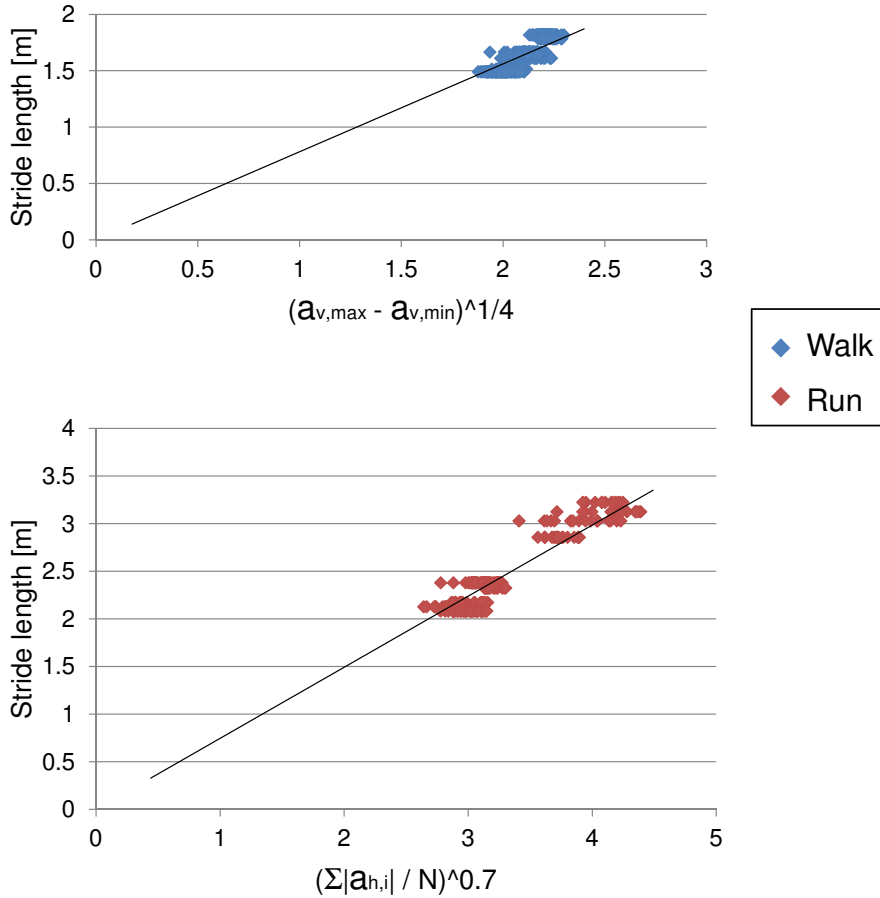 2
1.5
1
0.5
0
Stride length [m]
0 0.5 1 1.5 2 2.5 3
(av,max - av,min)^1/4
Walk
Run
4
3.5
3
2.5
2
1.5
1
0.5
0
Stride length [m]
0 1 2 3 4 5
(Σ|ah,i| / N)^0.7